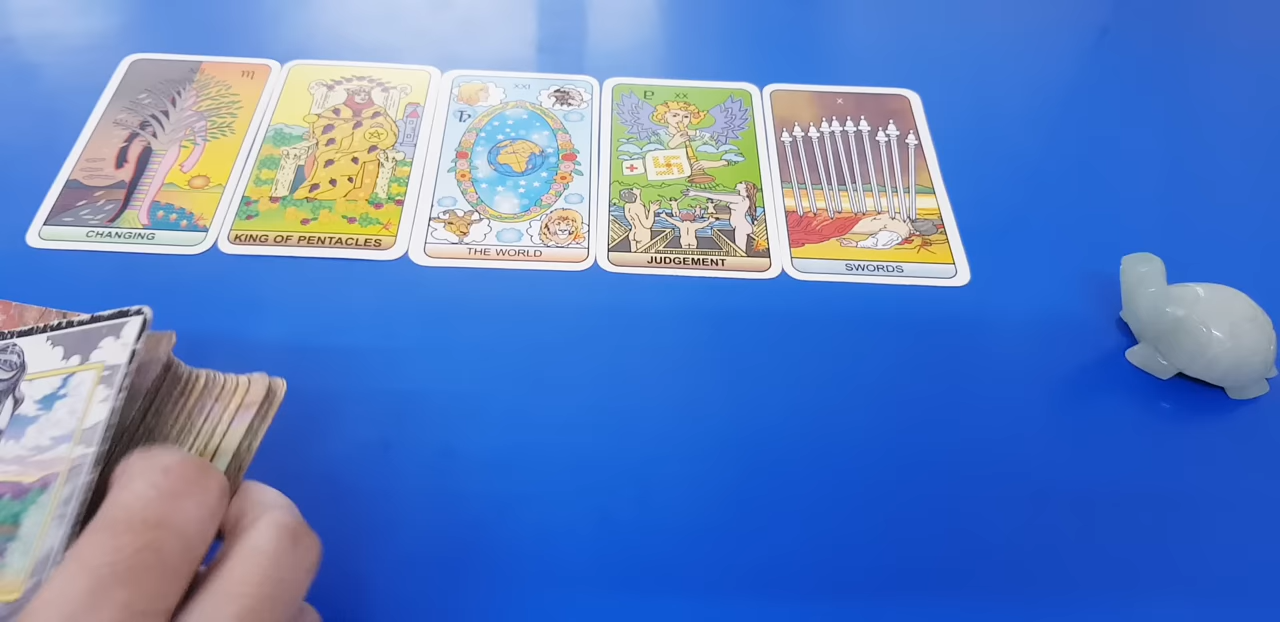 CHANGING
KING OF PENTACLES
XXI
THE WORLD
XX
JUDGEMENT
X
SWORDS